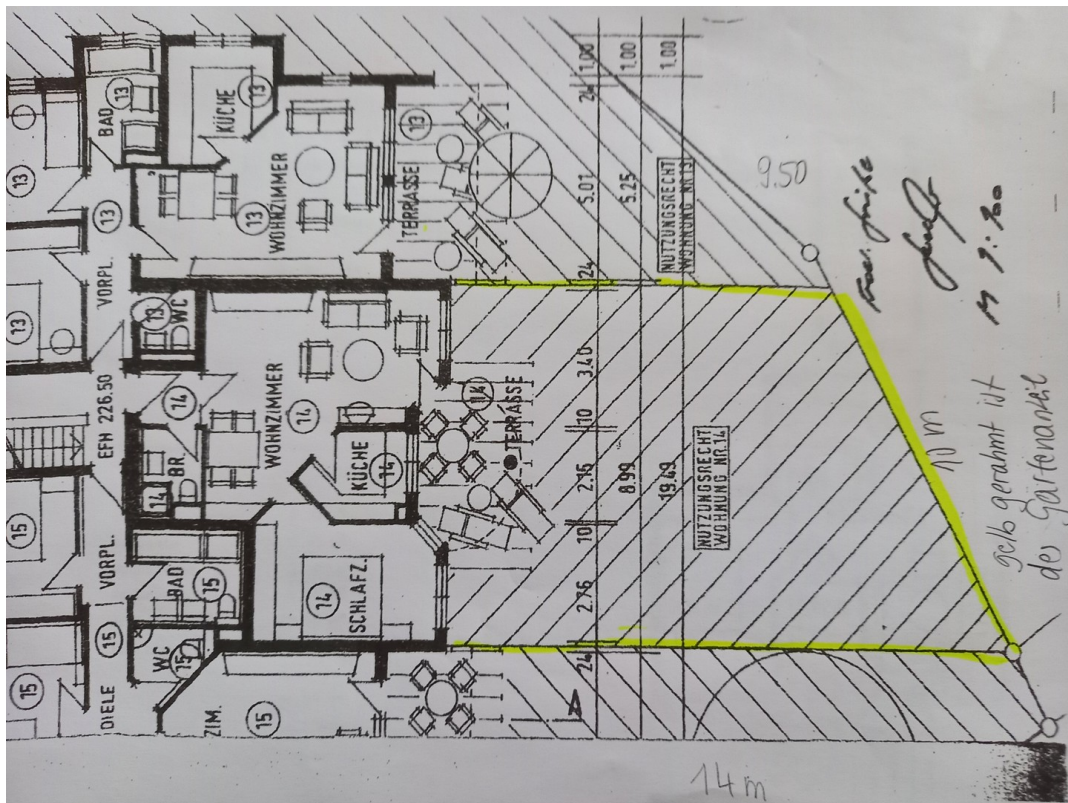 BAD
13
KÜCHE
13
13
TERRASSE
WOHNZIMMER
13
13
13
VORPL.
13
13
WC
24
1.00
1.00
1.00
5.01
5.25
24
NUTZUNGSRECHT
WOHNUNG NR.13
9.50
EFH 226.50
14
WOHNZIMMER
14
14
TERRASSE
BR
14
KÜCHE
14
3.40
10
2.15
8.99
19.69
10
2.76
NUTZUNGSRECHT
WOHNUNG NR.14
10 m
gelb gerahmt ist
der Gartenanteil
15
VORPL.
BAD
15
14
SCHLAFZ.
15
DIELE
15
WC
15
ZIM.
15
24
A
14 m